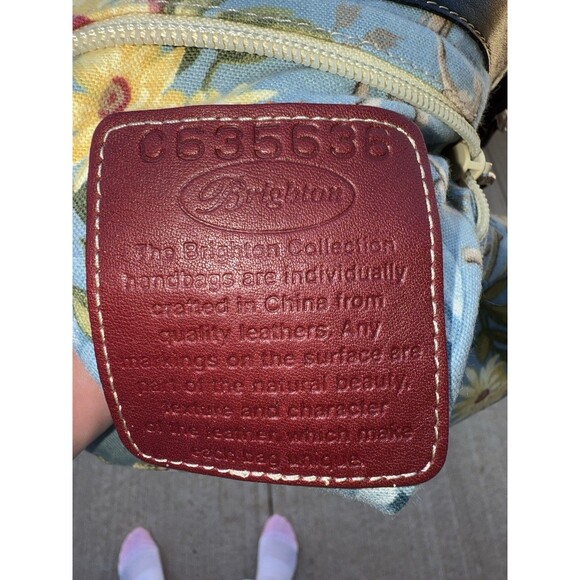 C535638
Brighton
The Brighton Collection
handbags are individually
crafted in China from
quality leathers. Any
markings on the surface are
part of the natural beauty,
texture and character
of the leather, which make
each bag unique.